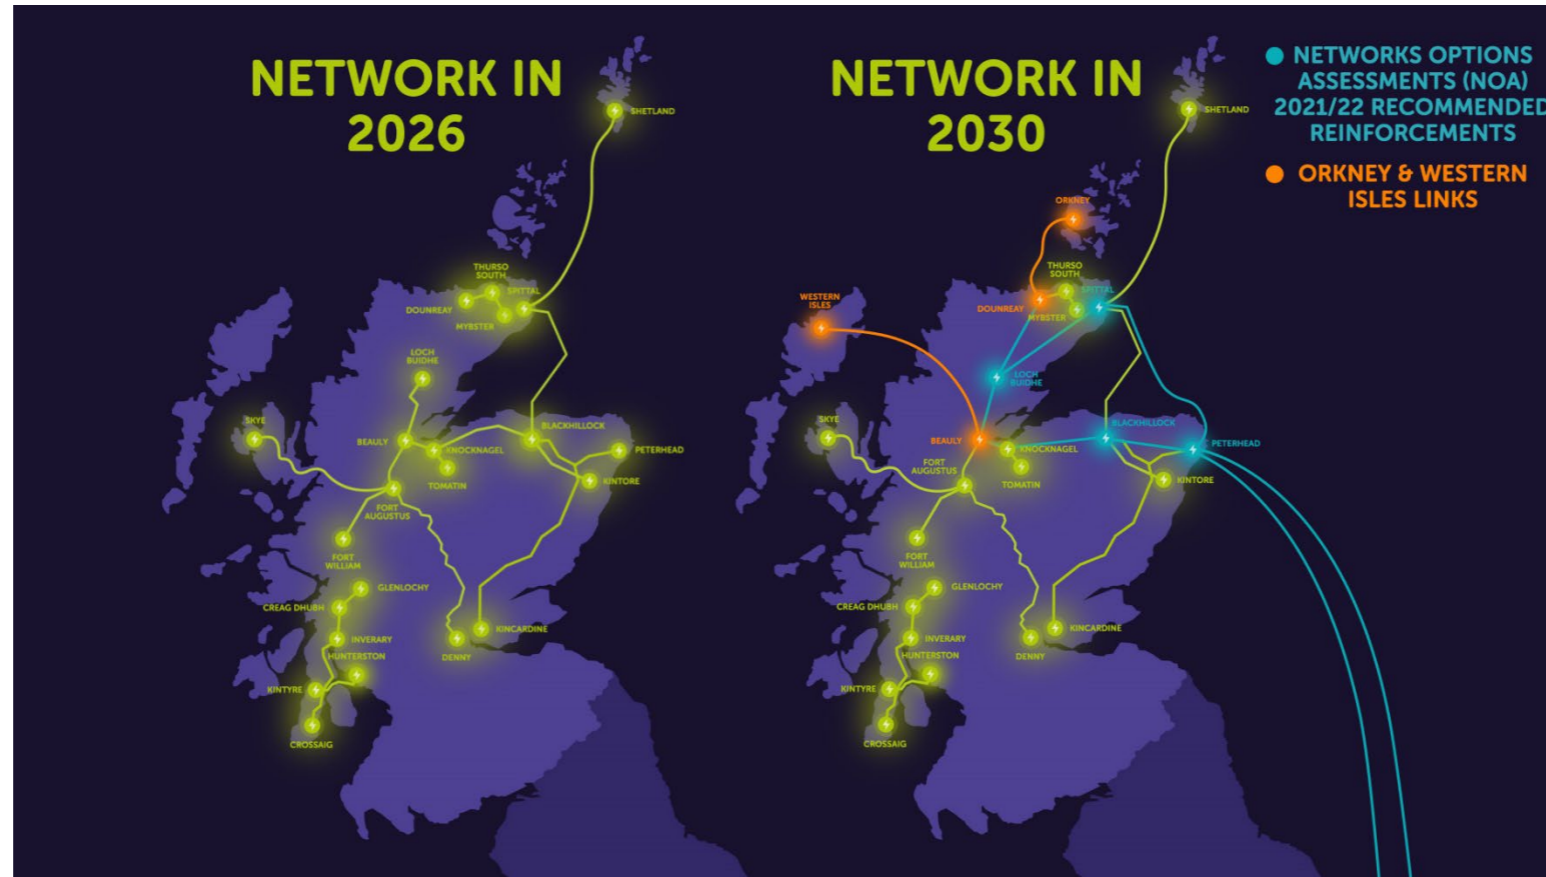 NETWORK IN
2026
SHETLAND
THURSO
SOUTH
SPITTAL
DOUNREAY
MYBSTER
LOCH
BUIDHE
SKYE
BEAULY
KNOCKNAGEL
BLACKHILLOCK
PETERHEAD
TOMATIN
KINTORE
FORT
AUGUSTUS
FORT
WILLIAM
GLENLOCHY
CREAG DHUBH
INVERARY
KINCARDINE
HUNTERSTON
DENNY
KINTYRE
CROSSAIG
NETWORK IN
2030
SHETLAND
ORKNEY
THURSO
SOUTH
SPITTAL
WESTERN
ISLES
DOUNREAY
MYBSTER
LOCH
BUIDHE
SKYE
BEAULY
KNOCKNAGEL
BLACKHILLOCK
PETERHEAD
FORT
AUGUSTUS
TOMATIN
KINTORE
FORT
WILLIAM
GLENLOCHY
CREAG DHUBH
INVERARY
KINCARDINE
HUNTERSTON
DENNY
KINTYRE
CROSSAIG
NETWORKS OPTIONS
ASSESSMENTS (NOA)
2021/22 RECOMMENDED
REINFORCEMENTS
ORKNEY & WESTERN
ISLES LINKS